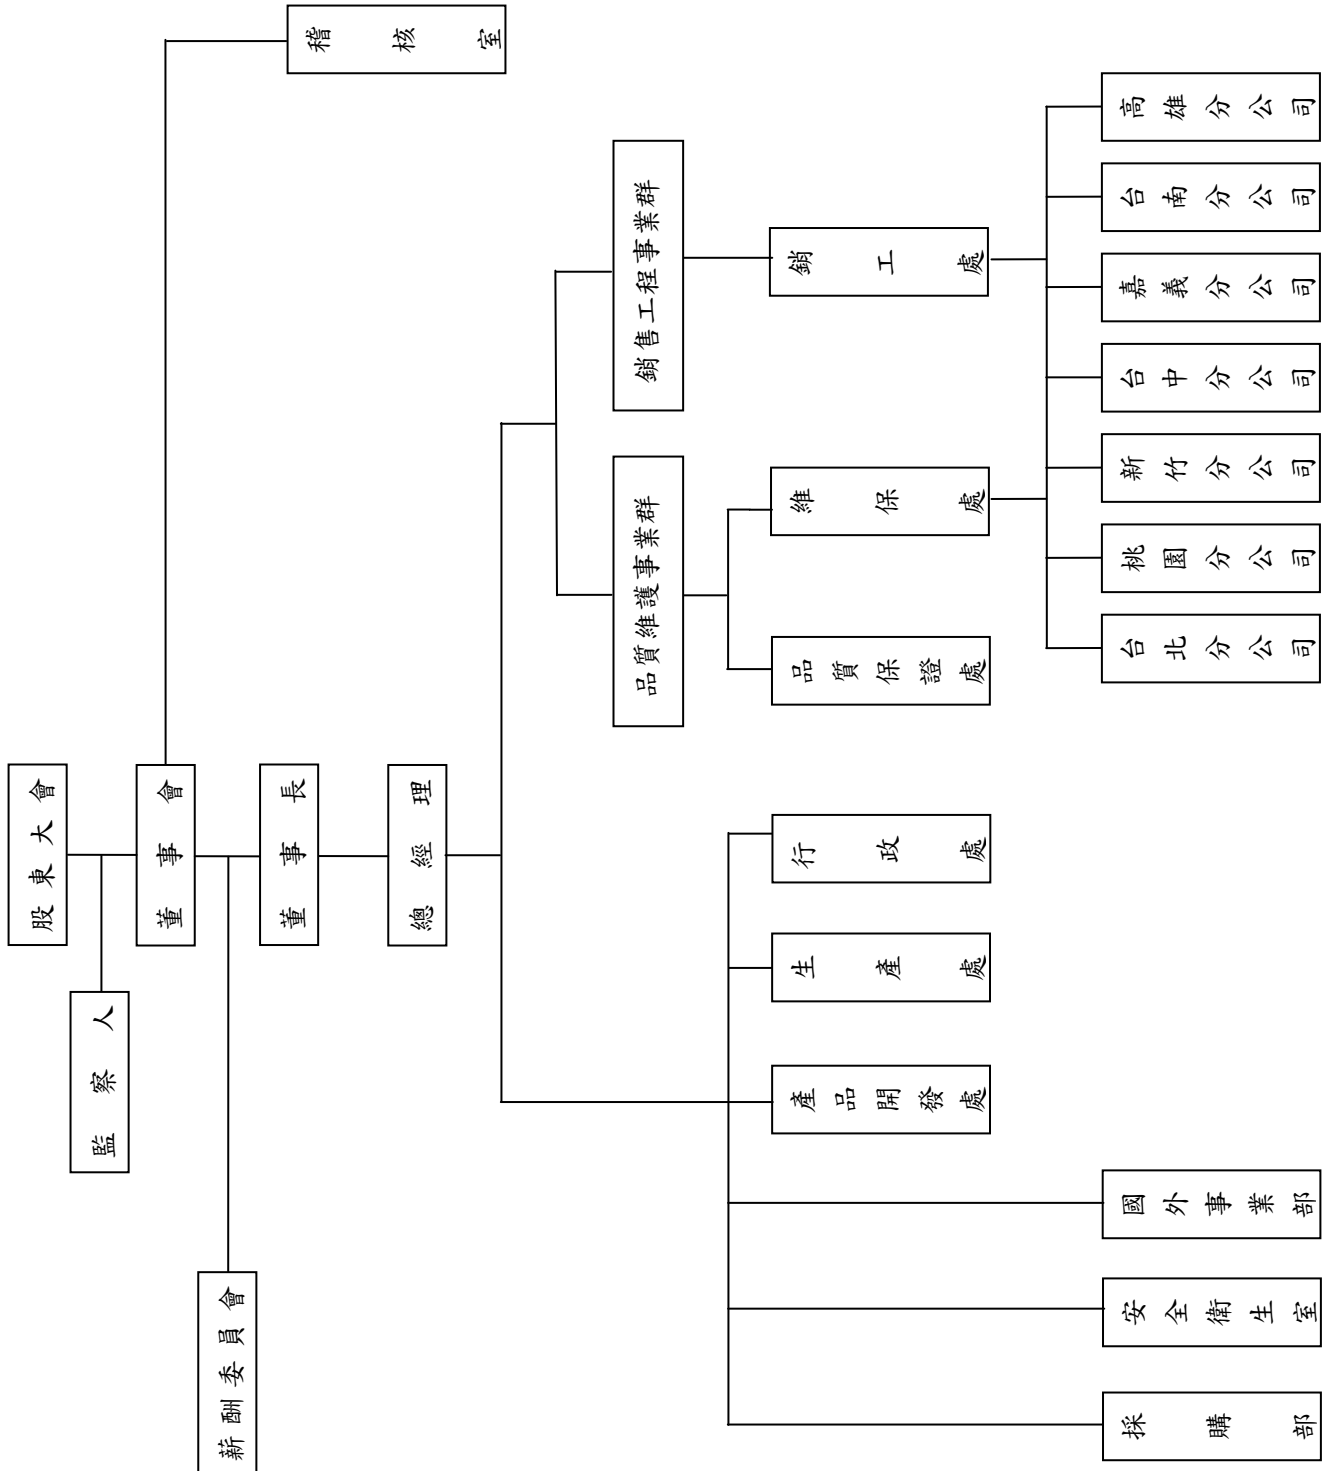 股東大會
監察人
董事會
稽核室
薪酬委員會
董事長
總經理
品質維護事業群
銷售工程事業群
採購部
安全衛生室
國外事業部
產品開發處
生產處
行政處
品質保證處
維保處
銷工處
台北分公司
桃園分公司
新竹分公司
台中分公司
嘉義分公司
台南分公司
高雄分公司